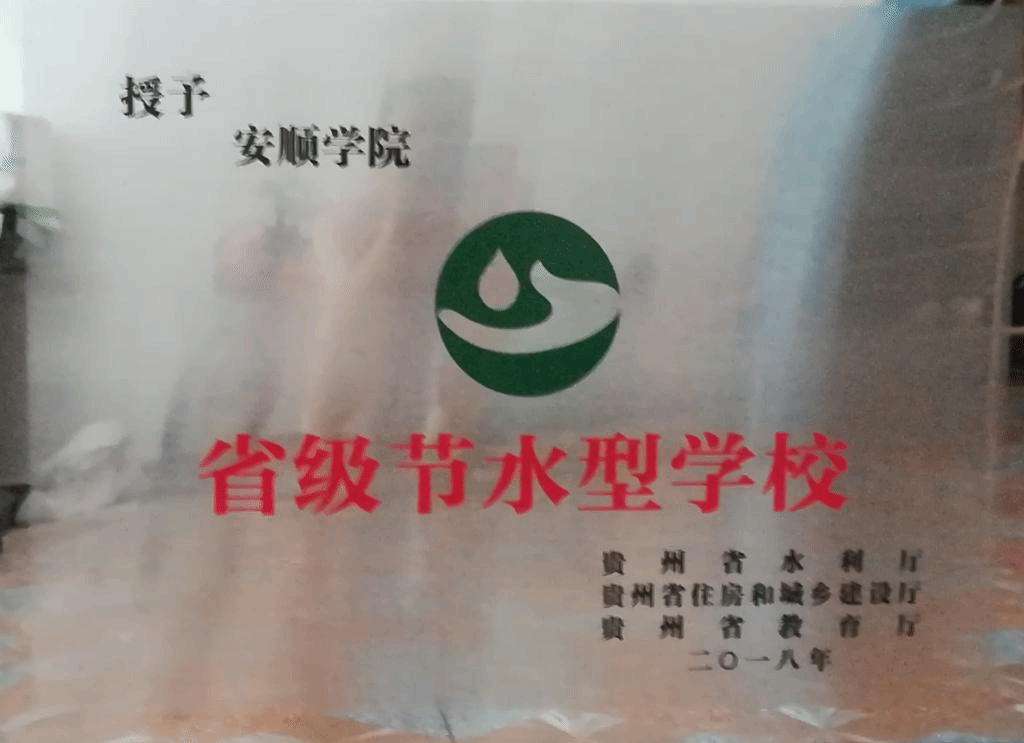 授予
安顺学院
省级节水型学校
贵州省水利厅
贵州省住房和城乡建设厅
贵州省教育厅
二〇一八年